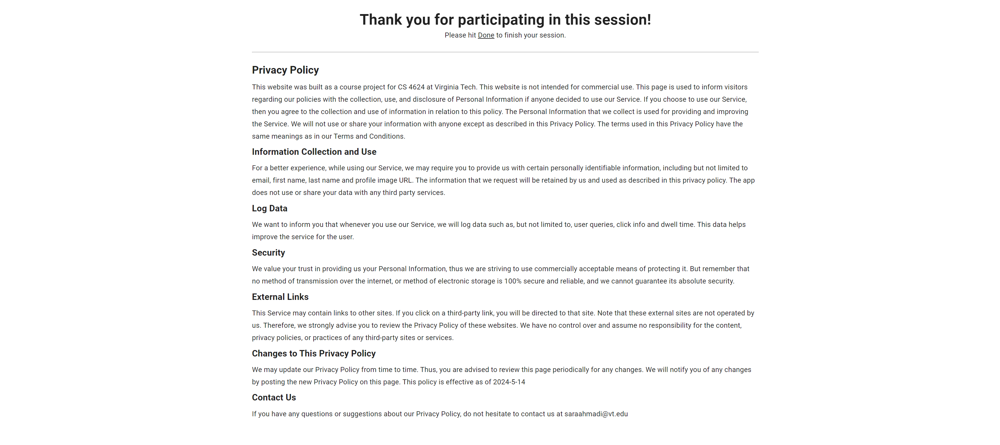 Thank you for participating in this session!
Please hit Done to finish your session.
Privacy Policy
This website was built as a course project for CS 4624 at Virginia Tech. This website is not intended for commercial use. This page is used to inform visitors
regarding our policies with the collection, use, and disclosure of Personal Information if anyone decided to use our Service. If you choose to use our Service,
then you agree to the collection and use of information in relation to this policy. The Personal Information that we collect is used for providing and improving
the Service. We will not use or share your information with anyone except as described in this Privacy Policy. The terms used in this Privacy Policy have the
same meanings as in our Terms and Conditions.
Information Collection and Use
For a better experience, while using our Service, we may require you to provide us with certain personally identifiable information, including but not limited to
email, first name, last name and profile image URL. The information that we request will be retained by us and used as described in this privacy policy. The app
does not use or share your data with any third party services.
Log Data
We want to inform you that whenever you use our Service, we will log data such as, but not limited to, user queries, click info and dwell time. This data helps
improve the service for the user.
Security
We value your trust in providing us your Personal Information, thus we are striving to use commercially acceptable means of protecting it. But remember that
no method of transmission over the internet, or method of electronic storage is 100% secure and reliable, and we cannot guarantee its absolute security.
External Links
This Service may contain links to other sites. If you click on a third-party link, you will be directed to that site. Note that these external sites are not operated by
us. Therefore, we strongly advise you to review the Privacy Policy of these websites. We have no control over and assume no responsibility for the content,
privacy policies, or practices of any third-party sites or services.
Changes to This Privacy Policy
We may update our Privacy Policy from time to time. Thus, you are advised to review this page periodically for any changes. We will notify you of any changes
by posting the new Privacy Policy on this page. This policy is effective as of 2024-5-14
Contact Us
If you have any questions or suggestions about our Privacy Policy, do not hesitate to contact us at saraahmadi@vt.edu